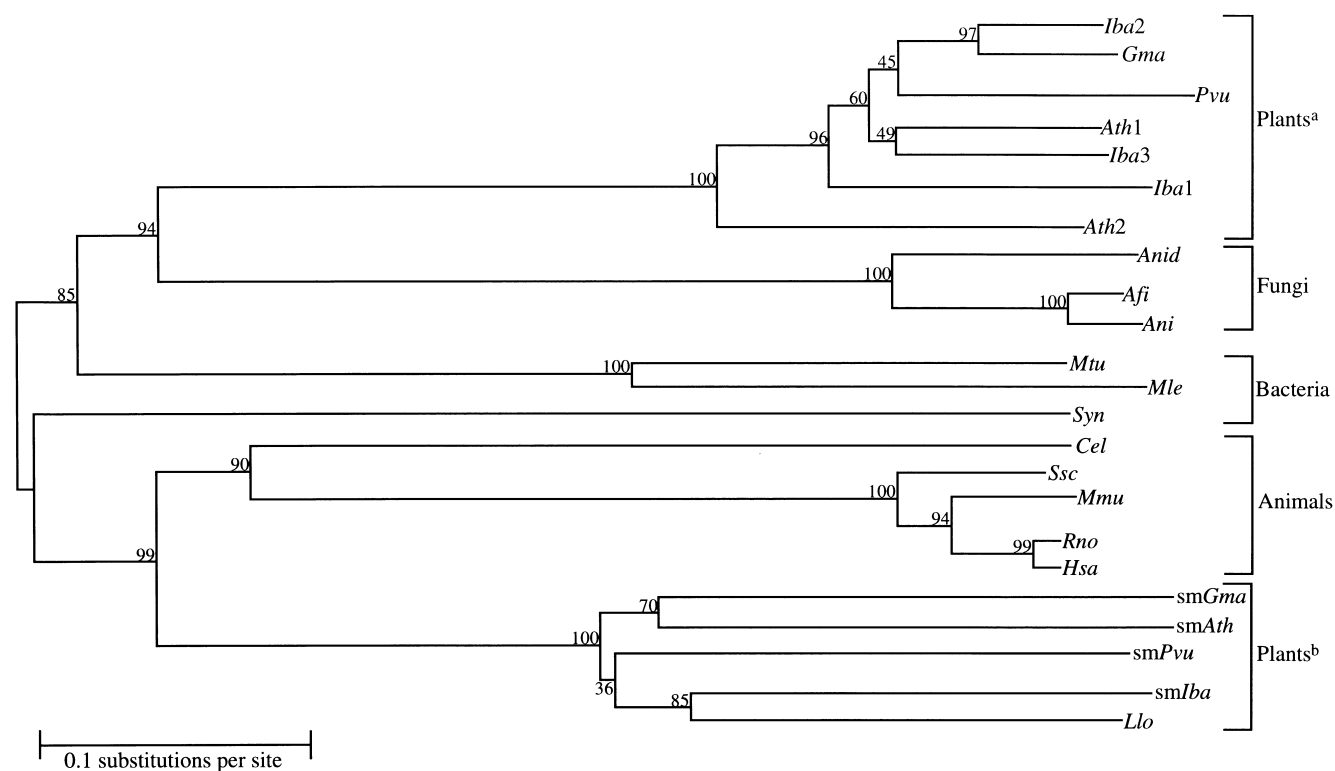 Iba2
97
Gma
45
Pvu
60
Plantsª
Ath1
49
96
Iba3
100
Iba1
Ath2
94
Anid
100
Fungi
Afi
85
100
Ani
Mtu
100
Mle
Bacteria
Syn
Cel
90
Ssc
100
Mmu
Animals
94
Rno
99
99
Hsa
smGma
70
smAth
100
smPvu
Plantsᵇ
36
smIba
85
Llo
0.1 substitutions per site